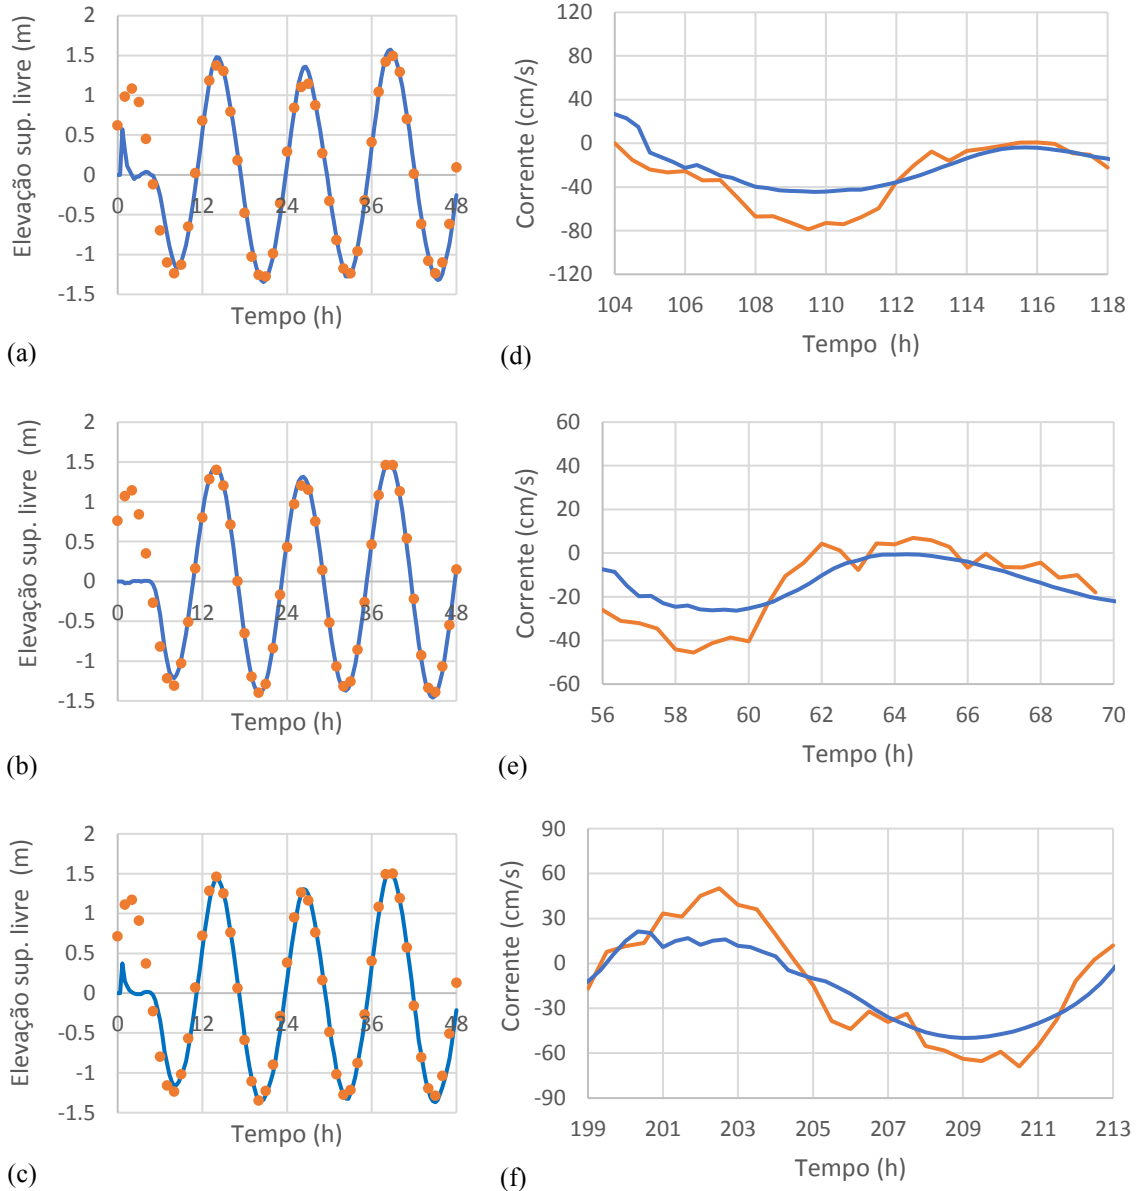 Elevação sup. livre (m)
2
1.5
1
0.5
0
-0.5
-1
-1.5
0 12 24 36 48
Tempo (h)
(a)
Corrente (cm/s)
120
80
40
0
-40
-80
-120
104 106 108 110 112 114 116 118
Tempo (h)
(d)
Elevação sup. livre (m)
2
1.5
1
0.5
0
-0.5
-1
-1.5
0 12 24 36 48
Tempo (h)
(b)
Corrente (cm/s)
60
40
20
0
-20
-40
-60
56 58 60 62 64 66 68 70
Tempo (h)
(e)
Elevação sup. livre (m)
2
1.5
1
0.5
0
-0.5
-1
-1.5
0 12 24 36 48
Tempo (h)
(c)
Corrente (cm/s)
90
60
30
0
-30
-60
-90
199 201 203 205 207 209 211 213
Tempo (h)
(f)